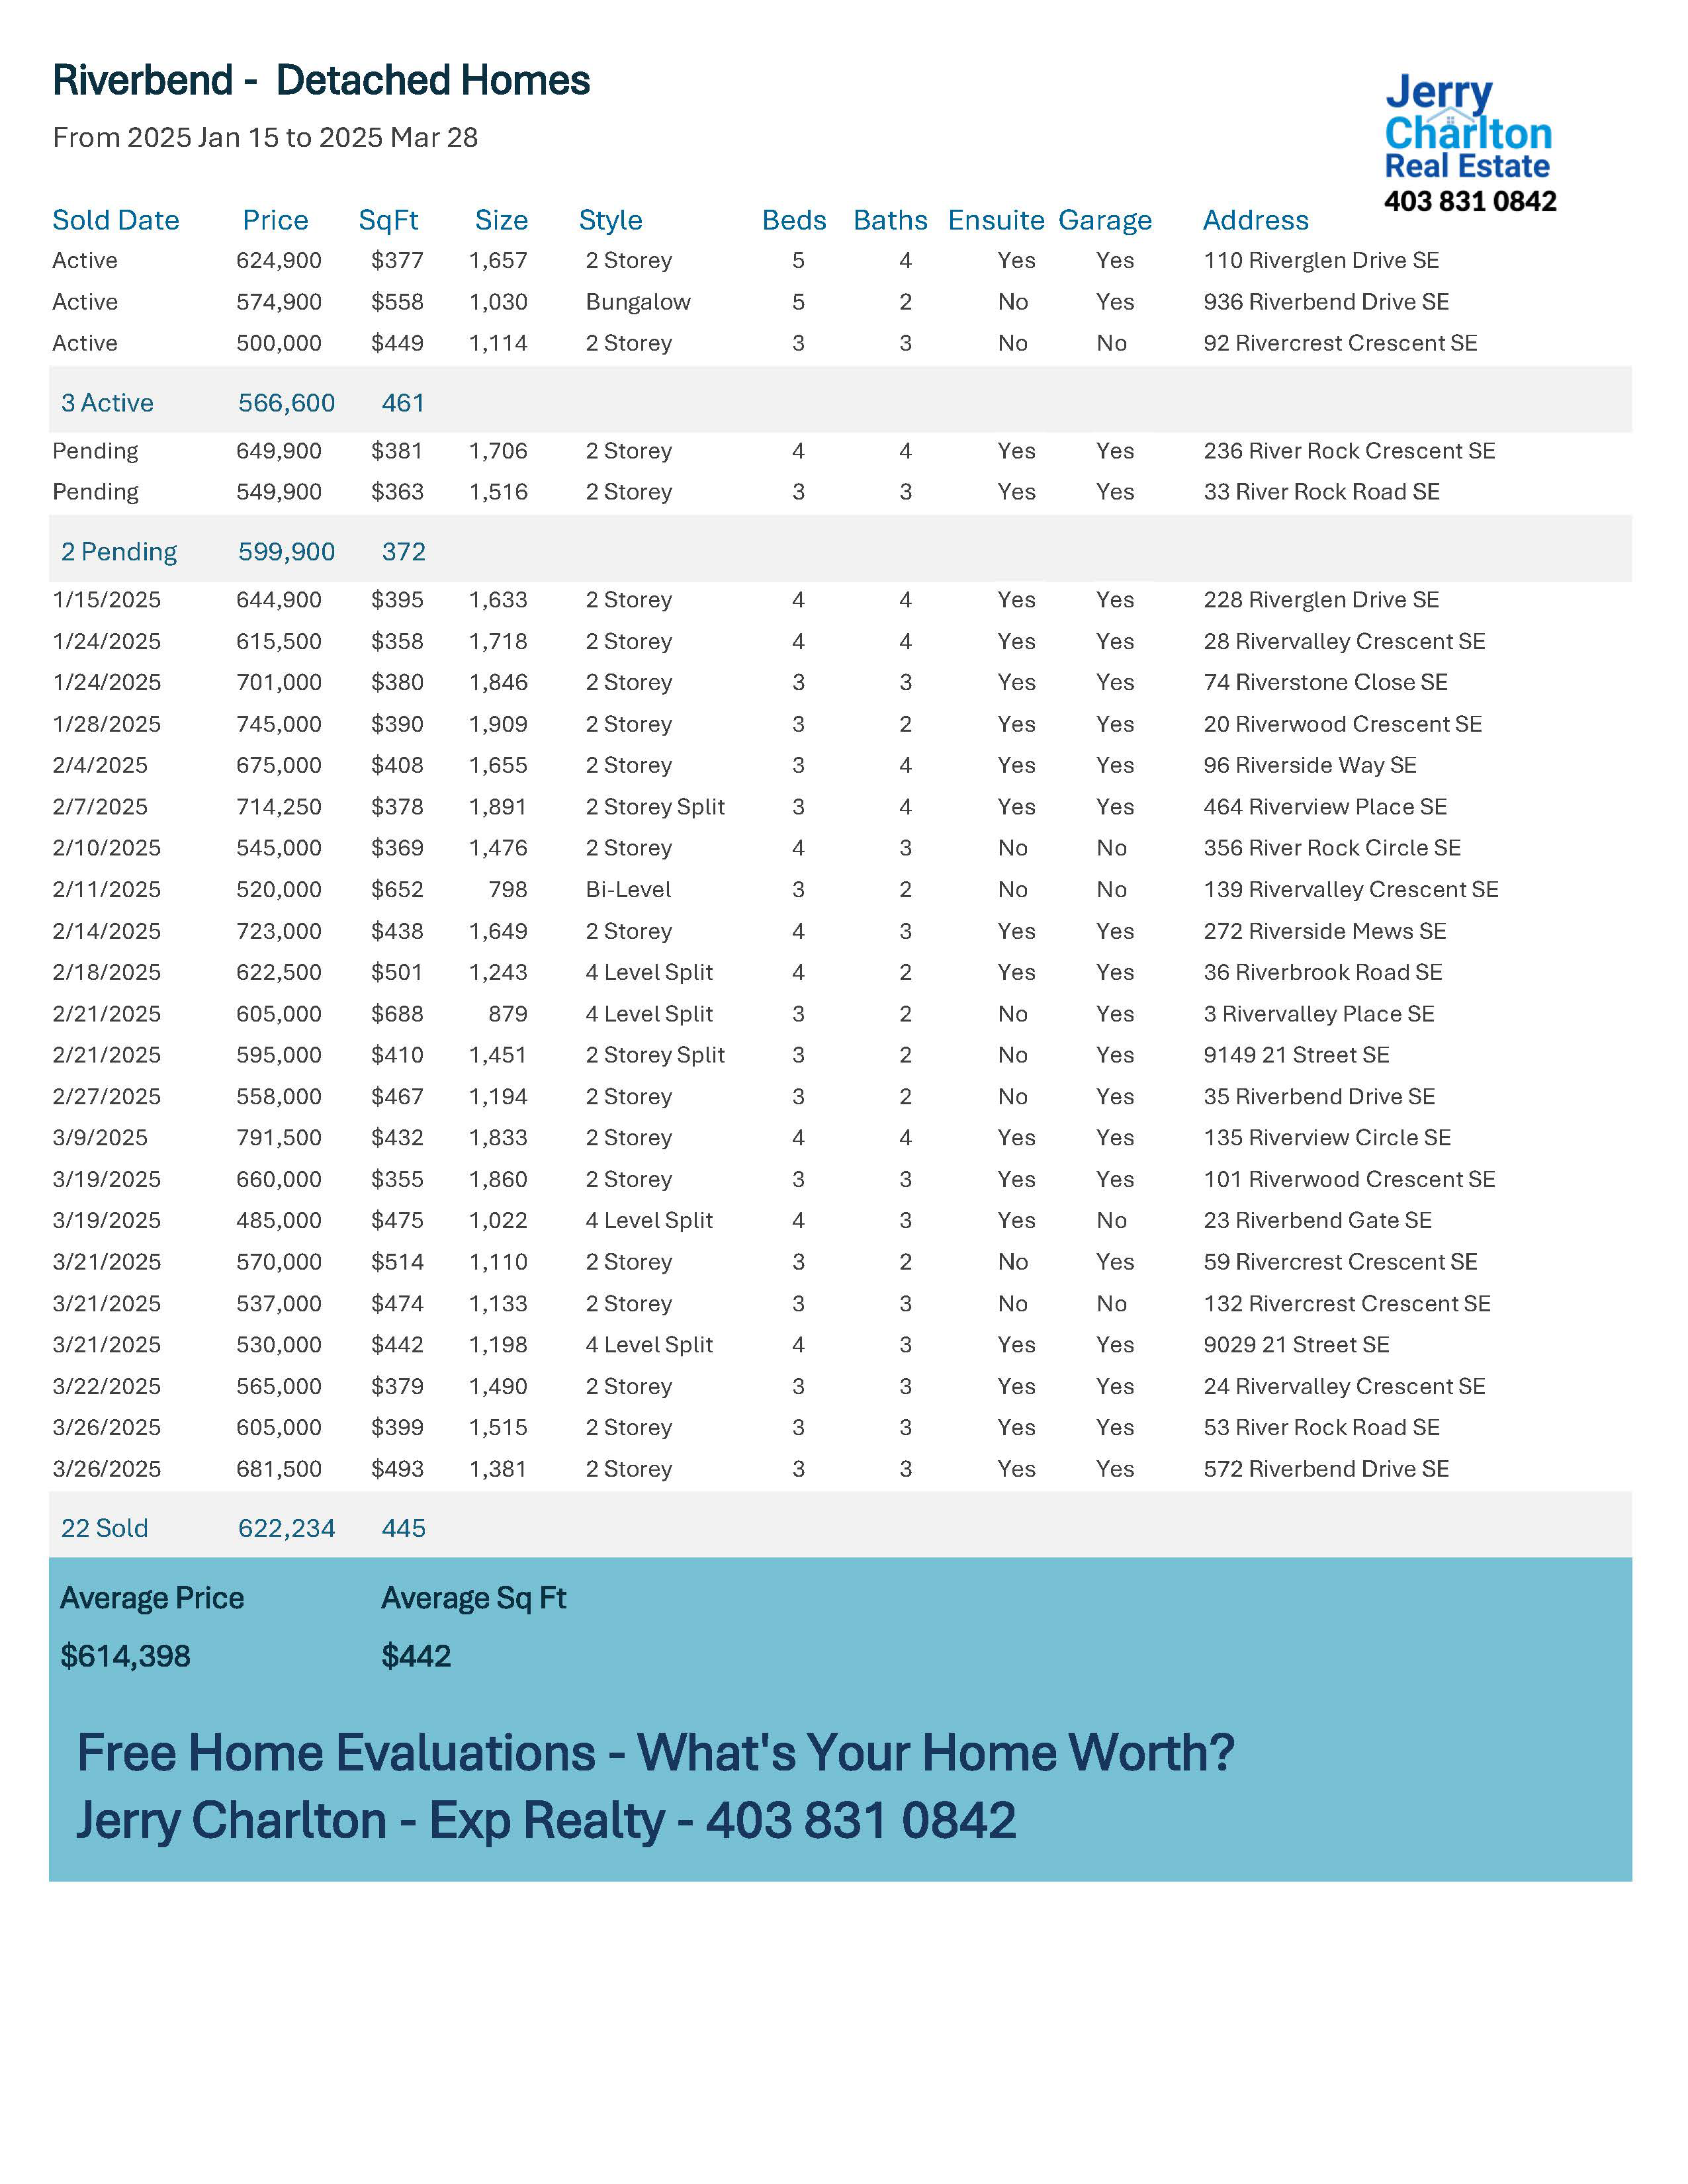 Riverbend - Detached Homes
From 2025 Jan 15 to 2025 Mar 28
Jerry
Charlton
Real Estate
403 831 0842
Sold Date Price SqFt Size Style Beds Baths Ensuite Garage Address
Active 624,900 $377 1,657 2 Storey 5 4 Yes Yes 110 Riverglen Drive SE
Active 574,900 $558 1,030 Bungalow 5 2 No Yes 936 Riverbend Drive SE
Active 500,000 $449 1,114 2 Storey 3 3 No No 92 Rivercrest Crescent SE
3 Active 566,600 461
Pending 649,900 $381 1,706 2 Storey 4 4 Yes Yes 236 River Rock Crescent SE
Pending 549,900 $363 1,516 2 Storey 3 3 Yes Yes 33 River Rock Road SE
2 Pending 599,900 372
1/15/2025 644,900 $395 1,633 2 Storey 4 4 Yes Yes 228 Riverglen Drive SE
1/24/2025 615,500 $358 1,718 2 Storey 4 4 Yes Yes 28 Rivervalley Crescent SE
1/24/2025 701,000 $380 1,846 2 Storey 3 3 Yes Yes 74 Riverstone Close SE
1/28/2025 745,000 $390 1,909 2 Storey 3 2 Yes Yes 20 Riverwood Crescent SE
2/4/2025 675,000 $408 1,655 2 Storey 3 4 Yes Yes 96 Riverside Way SE
2/7/2025 714,250 $378 1,891 2 Storey Split 3 4 Yes Yes 464 Riverview Place SE
2/10/2025 545,000 $369 1,476 2 Storey 4 3 No No 356 River Rock Circle SE
2/11/2025 520,000 $652 798 Bi-Level 3 2 No No 139 Rivervalley Crescent SE
2/14/2025 723,000 $438 1,649 2 Storey 4 3 Yes Yes 272 Riverside Mews SE
2/18/2025 622,500 $501 1,243 4 Level Split 4 2 Yes Yes 36 Riverbrook Road SE
2/21/2025 605,000 $688 879 4 Level Split 3 2 No Yes 3 Rivervalley Place SE
2/21/2025 595,000 $410 1,451 2 Storey Split 3 2 No Yes 9149 21 Street SE
2/27/2025 558,000 $467 1,194 2 Storey 3 2 No Yes 35 Riverbend Drive SE
3/9/2025 791,500 $432 1,833 2 Storey 4 4 Yes Yes 135 Riverview Circle SE
3/19/2025 660,000 $355 1,860 2 Storey 3 3 Yes Yes 101 Riverwood Crescent SE
3/19/2025 485,000 $475 1,022 4 Level Split 4 3 Yes No 23 Riverbend Gate SE
3/21/2025 570,000 $514 1,110 2 Storey 3 2 No Yes 59 Rivercrest Crescent SE
3/21/2025 537,000 $474 1,133 2 Storey 3 3 No No 132 Rivercrest Crescent SE
3/21/2025 530,000 $442 1,198 4 Level Split 4 3 Yes Yes 9029 21 Street SE
3/22/2025 565,000 $379 1,490 2 Storey 3 3 Yes Yes 24 Rivervalley Crescent SE
3/26/2025 605,000 $399 1,515 2 Storey 3 3 Yes Yes 53 River Rock Road SE
3/26/2025 681,500 $493 1,381 2 Storey 3 3 Yes Yes 572 Riverbend Drive SE
22 Sold 622,234 445
Average Price Average Sq Ft
$614,398 $442
Free Home Evaluations - What's Your Home Worth?
Jerry Charlton - Exp Realty - 403 831 0842